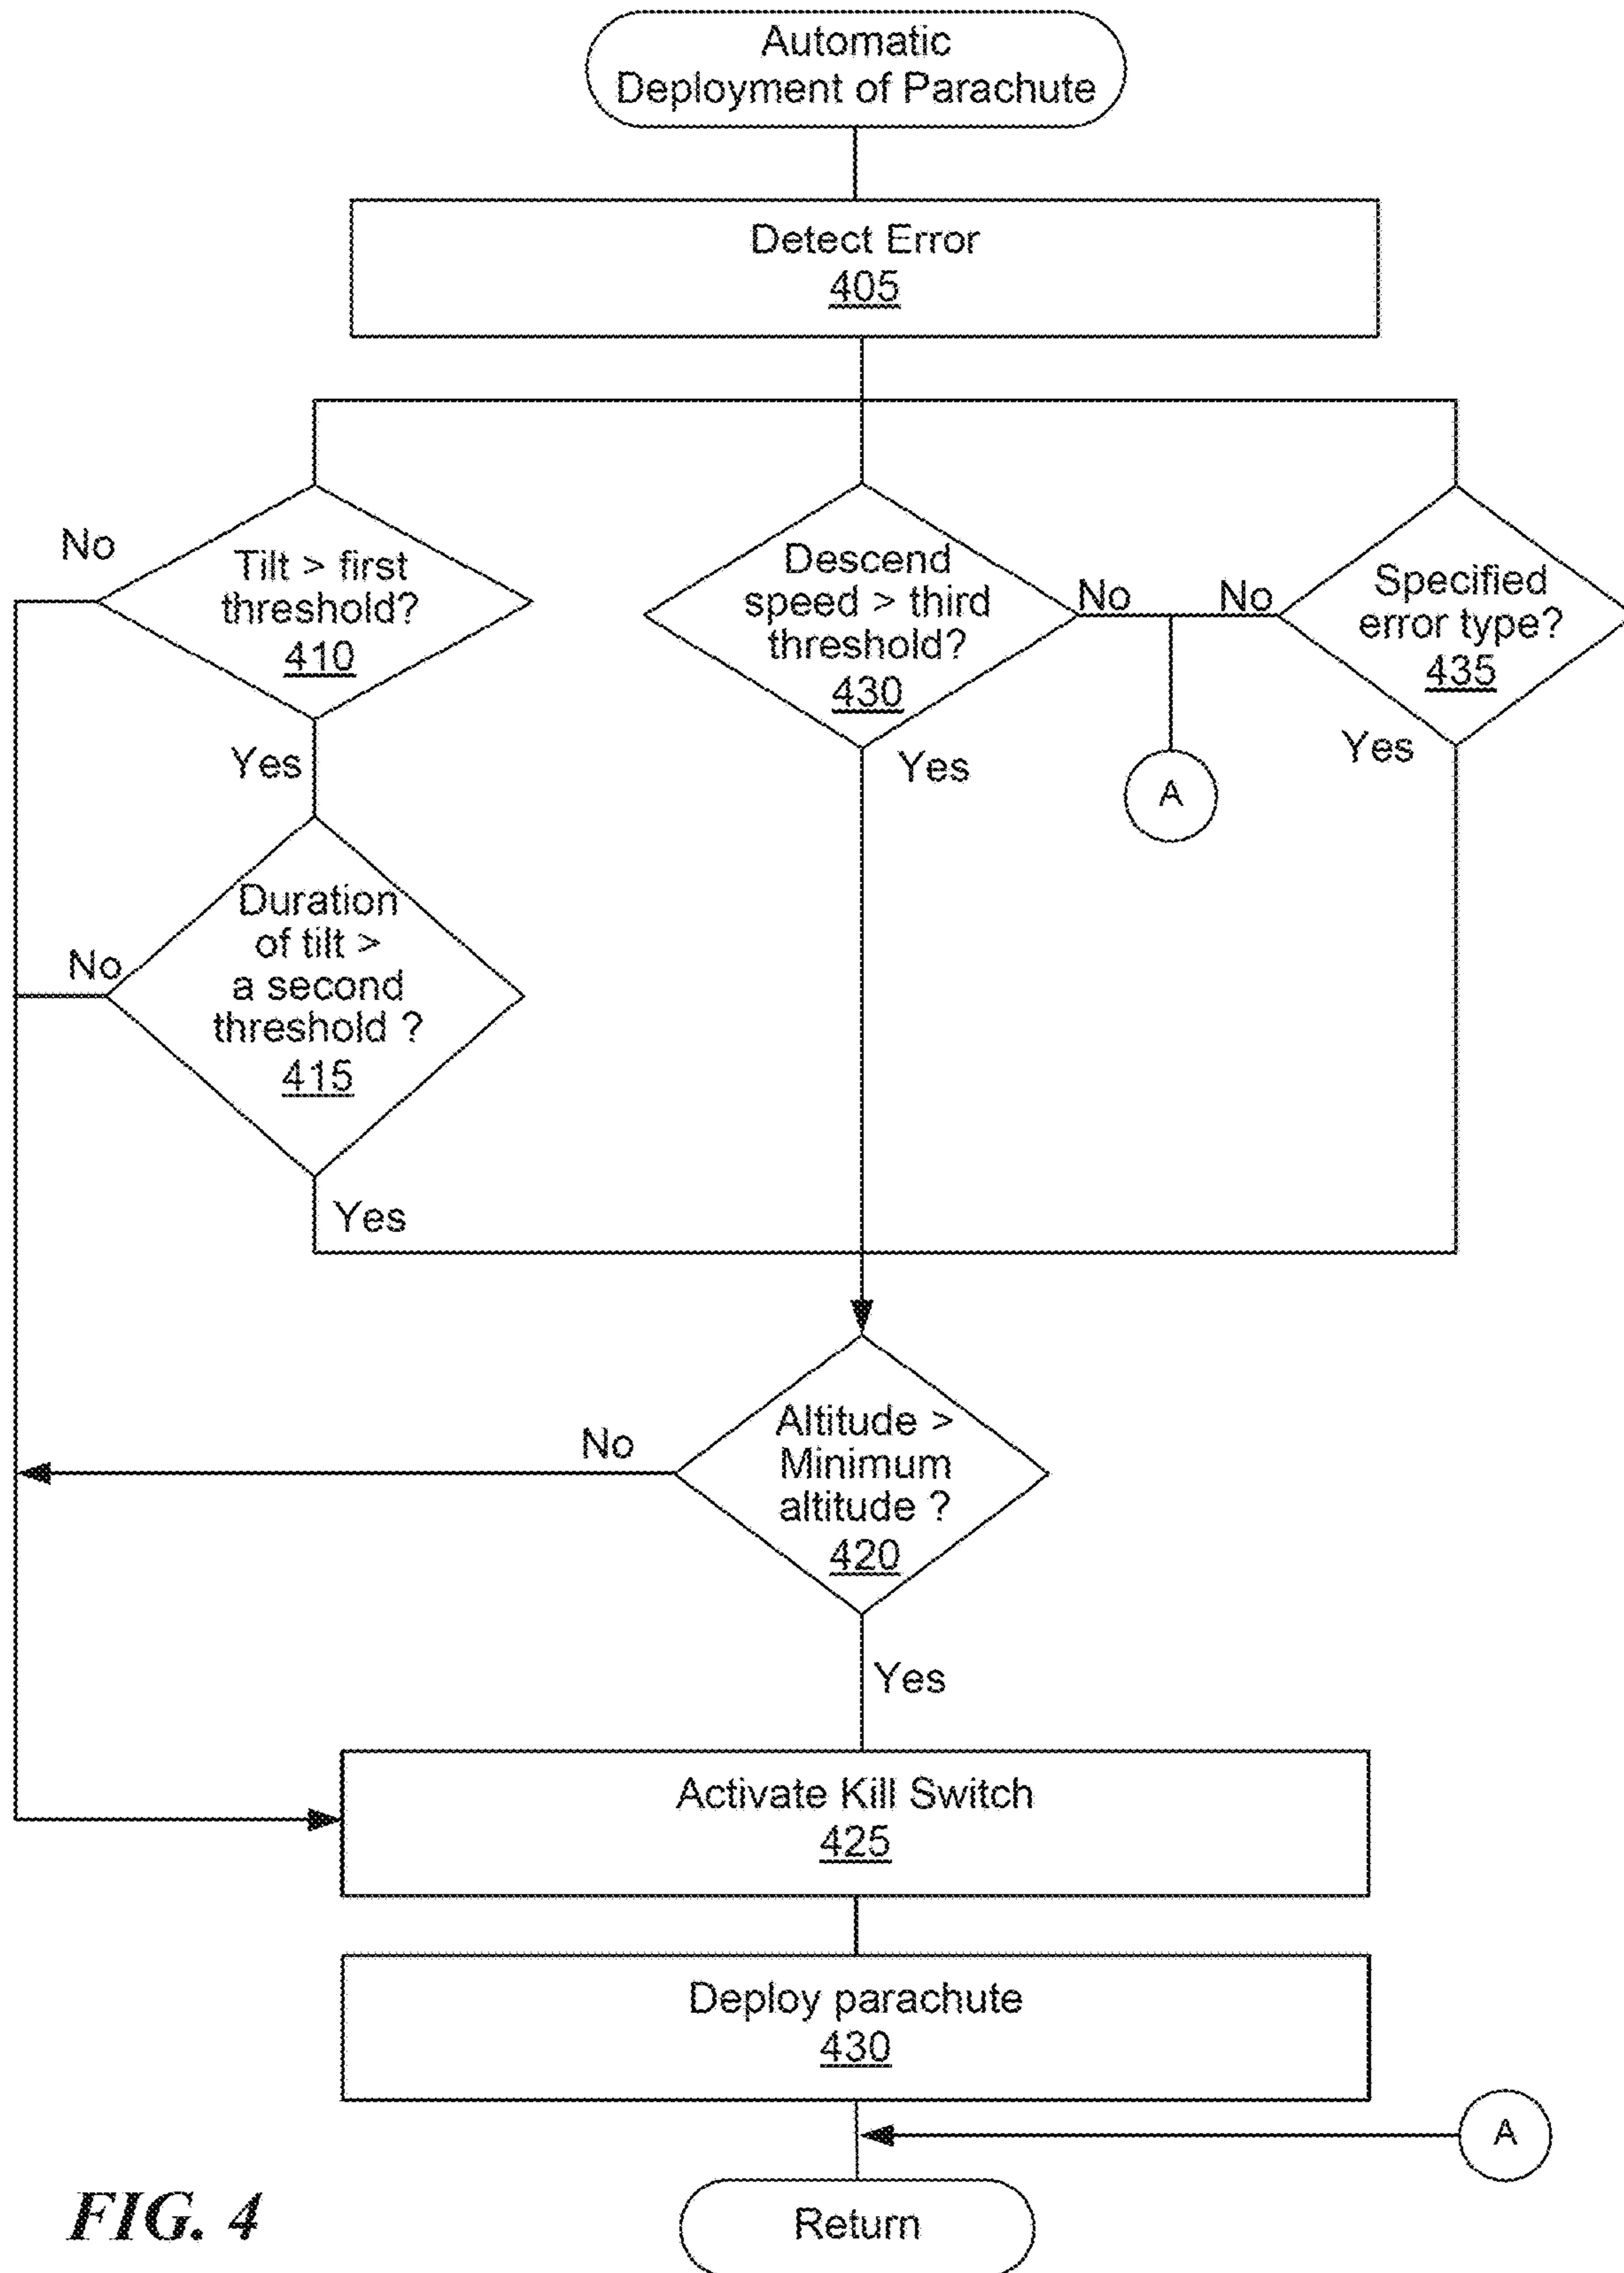 Automatic
Deployment of Parachute
Detect Error
405
No
Tilt > first
threshold?
410
Yes
Descend
speed > third
threshold?
430
No
Yes
No
Specified
error type?
435
Yes
A
Duration
of tilt >
a second
threshold ?
415
No
Yes
Altitude >
Minimum
altitude ?
420
No
Yes
Activate Kill Switch
425
Deploy parachute
430
A
Return
FIG. 4